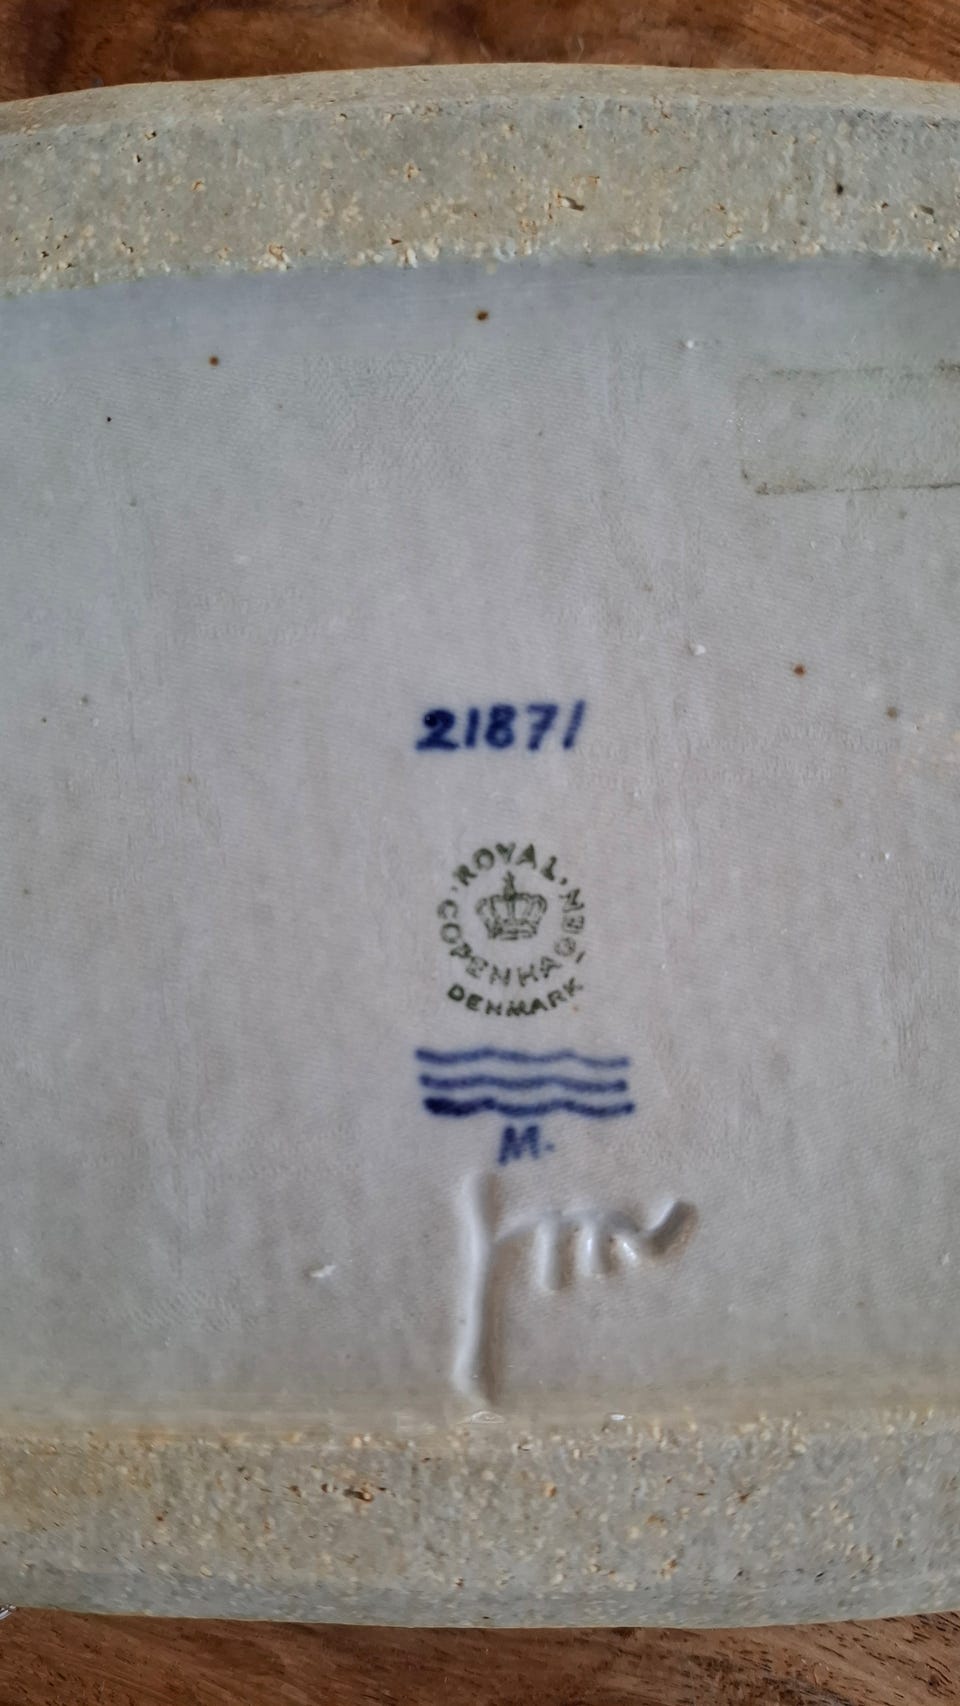 21871
ROYAL
COPENHAGEN
DENMARK
M.